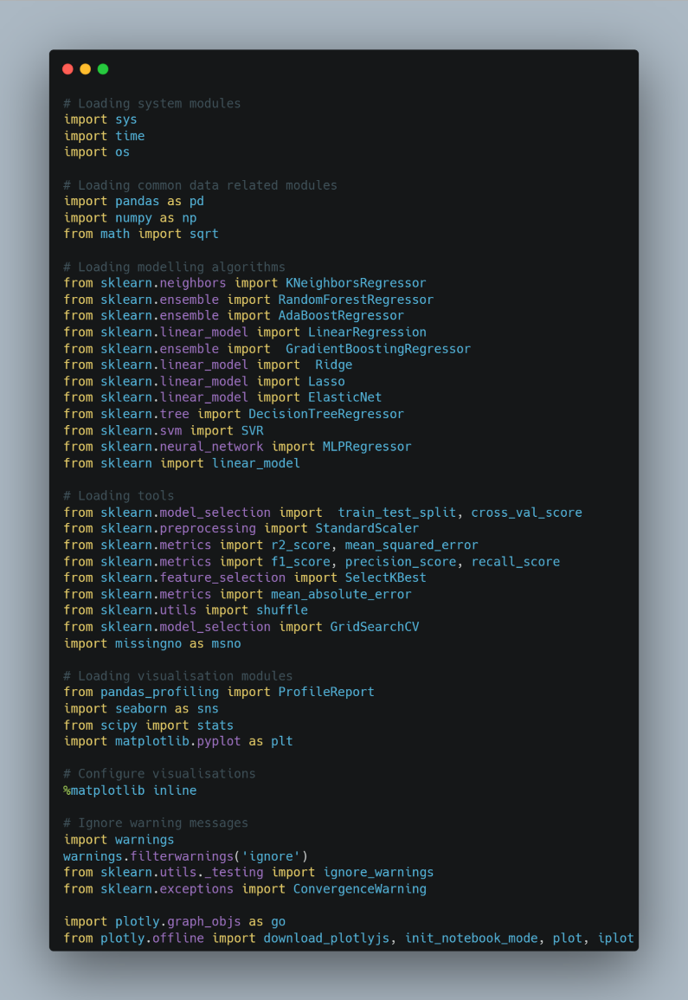 # Loading system modules
import sys
import time
import os
# Loading common data related modules
import pandas as pd
import numpy as np
from math import sqrt
# Loading modelling algorithms
from sklearn.neighbors import KNeighborsRegressor
from sklearn.ensemble import RandomForestRegressor
from sklearn.ensemble import AdaBoostRegressor
from sklearn.linear_model import LinearRegression
from sklearn.ensemble import  GradientBoostingRegressor
from sklearn.linear_model import  Ridge
from sklearn.linear_model import Lasso
from sklearn.linear_model import ElasticNet
from sklearn.tree import DecisionTreeRegressor
from sklearn.svm import SVR
from sklearn.neural_network import MLPRegressor
from sklearn import linear_model
# Loading tools
from sklearn.model_selection import  train_test_split, cross_val_score
from sklearn.preprocessing import StandardScaler
from sklearn.metrics import r2_score, mean_squared_error
from sklearn.metrics import f1_score, precision_score, recall_score
from sklearn.feature_selection import SelectKBest
from sklearn.metrics import mean_absolute_error
from sklearn.utils import shuffle
from sklearn.model_selection import GridSearchCV
import missingno as msno
# Loading visualisation modules
from pandas_profiling import ProfileReport
import seaborn as sns
from scipy import stats
import matplotlib.pyplot as plt
# Configure visualisations
%matplotlib inline
# Ignore warning messages
import warnings
warnings.filterwarnings('ignore')
from sklearn.utils._testing import ignore_warnings
from sklearn.exceptions import ConvergenceWarning
import plotly.graph_objs as go
from plotly.offline import download_plotlyjs, init_notebook_mode, plot, iplot